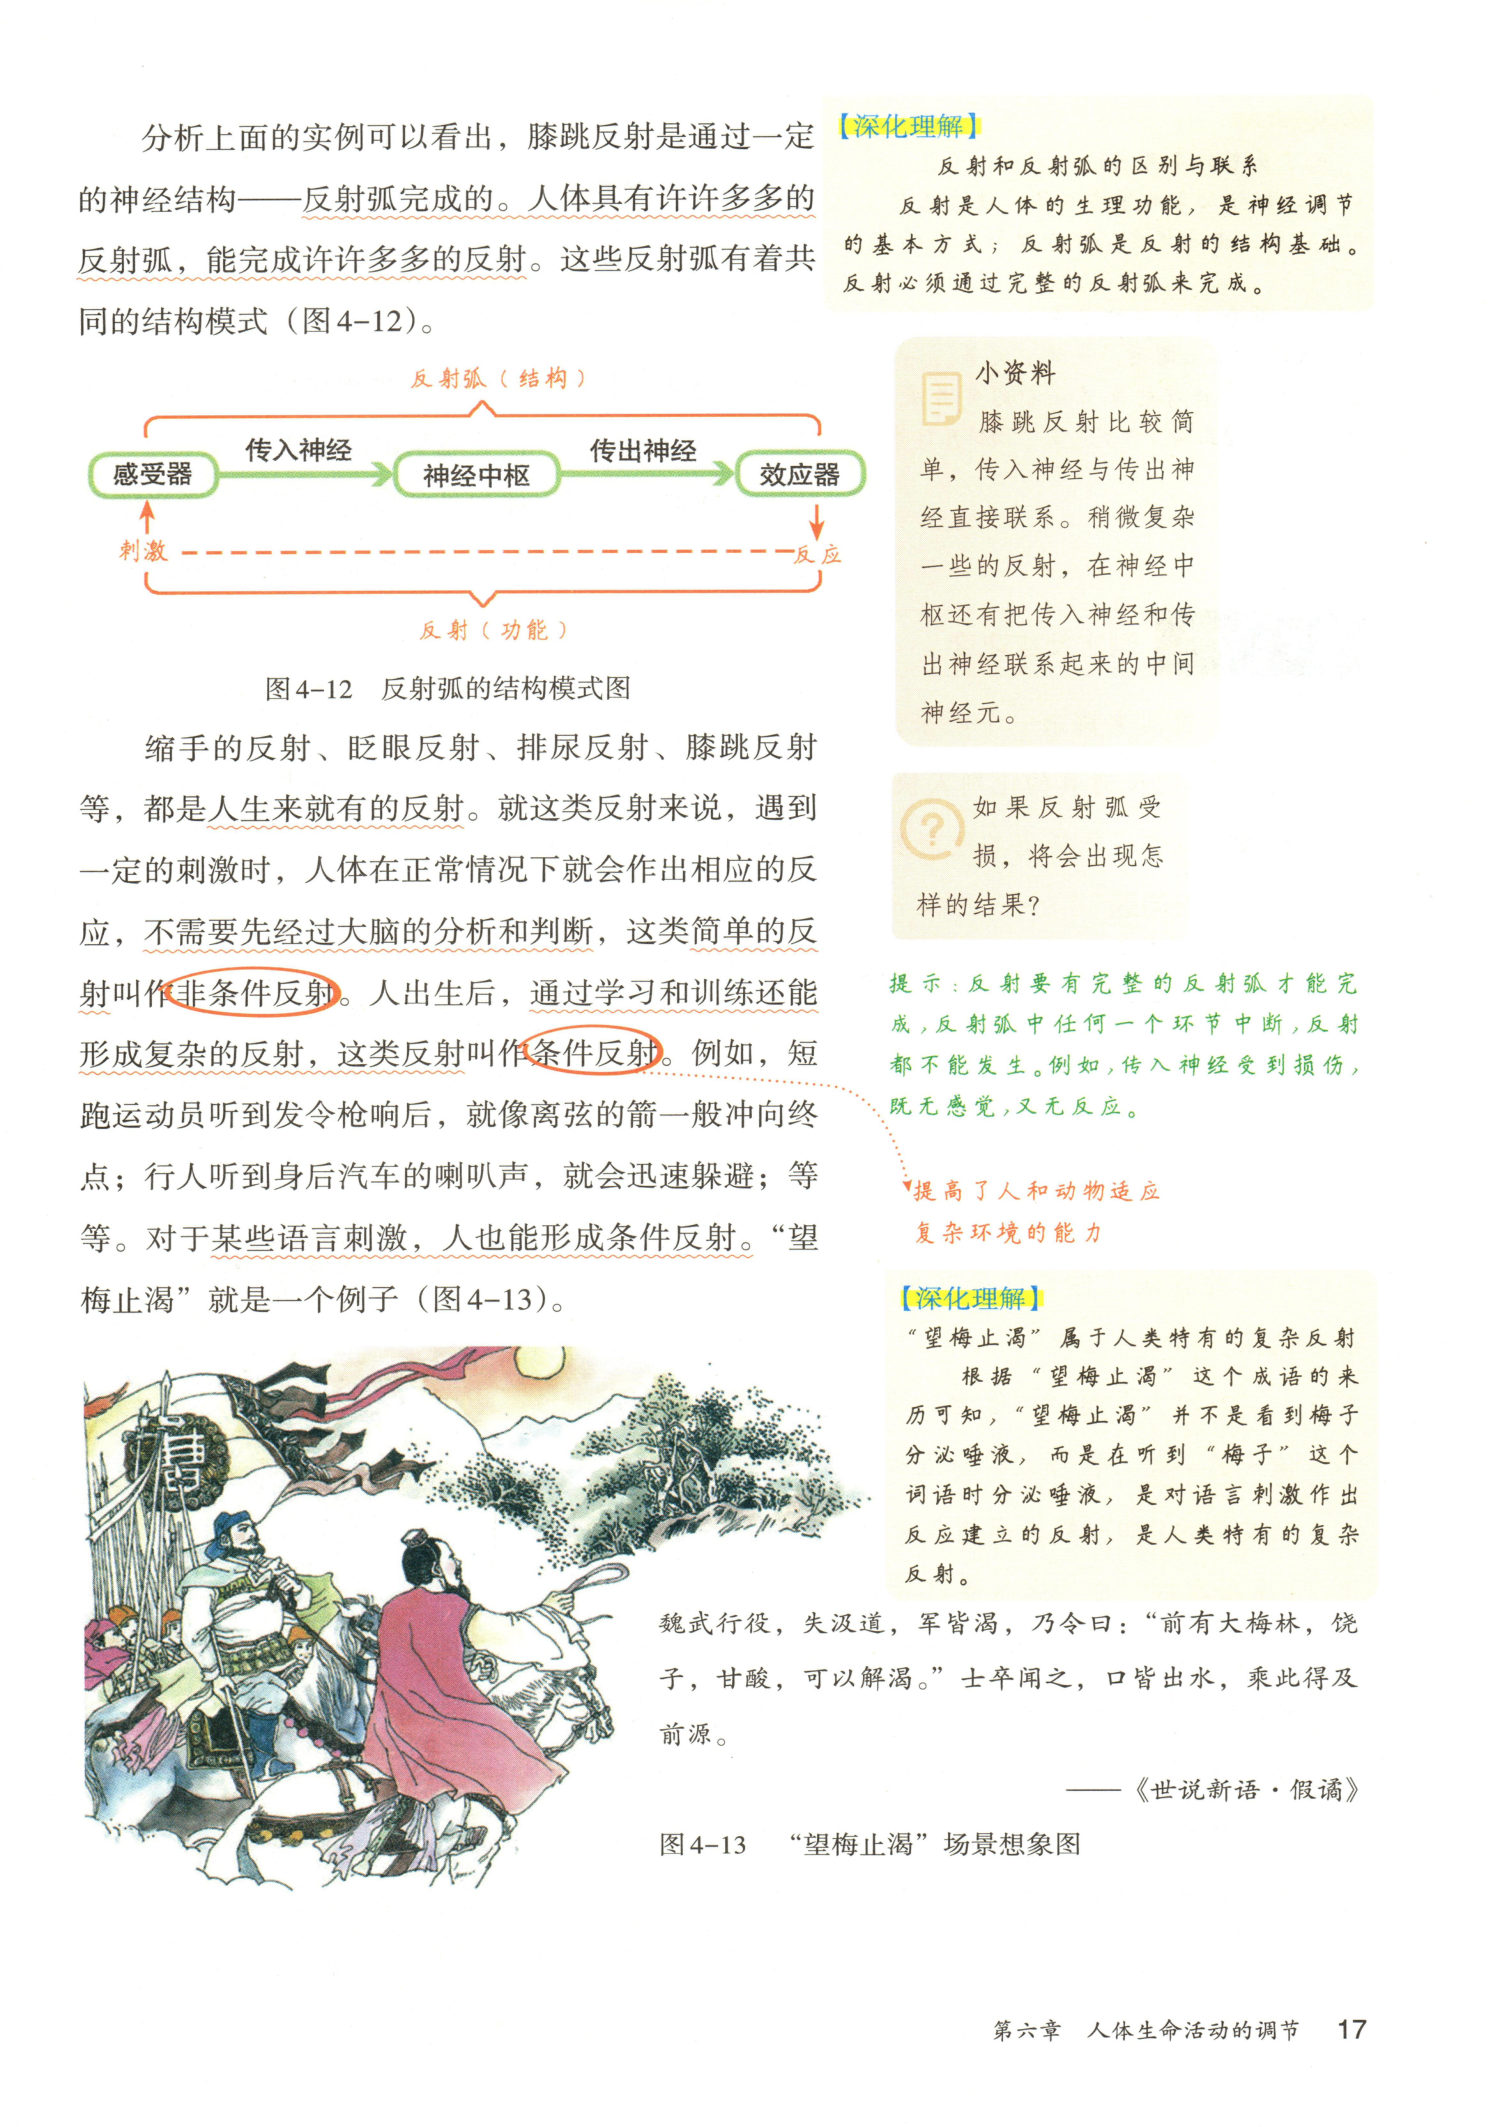 分析上面的实例可以看出，膝跳反射是通过一定
的神经结构——反射弧完成的。人体具有许许多多的
反射弧，能完成许许多多的反射。这些反射弧有着共
同的结构模式（图4-12）。
【深化理解】
反射和反射弧的区别与联系
反射是人体的生理功能，是神经调节
的基本方式；反射弧是反射的结构基础。
反射必须通过完整的反射弧来完成。
反射弧（结构）
传入神经
传出神经
感受器
神经中枢
效应器
刺激
反应
反射（功能）
图4-12 反射弧的结构模式图
小资料
膝跳反射比较简
单，传入神经与传出神
经直接联系。稍微复杂
一些的反射，在神经中
枢还有把传入神经和传
出神经联系起来的中间
神经元。
缩手的反射、眨眼反射、排尿反射、膝跳反射
等，都是人生来就有的反射。就这类反射来说，遇到
一定的刺激时，人体在正常情况下就会作出相应的反
应，不需要先经过大脑的分析和判断，这类简单的反
射叫作非条件反射。人出生后，通过学习和训练还能
形成复杂的反射，这类反射叫作条件反射。例如，短
跑运动员听到发令枪响后，就像离弦的箭一般冲向终
点；行人听到身后汽车的喇叭声，就会迅速躲避；等
等。对于某些语言刺激，人也能形成条件反射。“望
梅止渴”就是一个例子（图4-13）。
?
如果反射弧受
损，将会出现怎
样的结果？
提示：反射要有完整的反射弧才能完
成，反射弧中任何一个环节中断，反射
都不能发生。例如，传入神经受到损伤，
既无感觉，又无反应。
提高了人和动物适应
复杂环境的能力
【深化理解】
“望梅止渴”属于人类特有的复杂反射
根据“望梅止渴”这个成语的来
历可知，“望梅止渴”并不是看到梅子
分泌唾液，而是在听到“梅子”这个
词语时分泌唾液，是对语言刺激作出
反应建立的反射，是人类特有的复杂
反射。
魏武行役，失汲道，军皆渴，乃令曰：“前有大梅林，饶
子，甘酸，可以解渴。”士卒闻之，口皆出水，乘此得及
前源。
——《世说新语·假谲》
图4-13 “望梅止渴”场景想象图
第六章 人体生命活动的调节 17